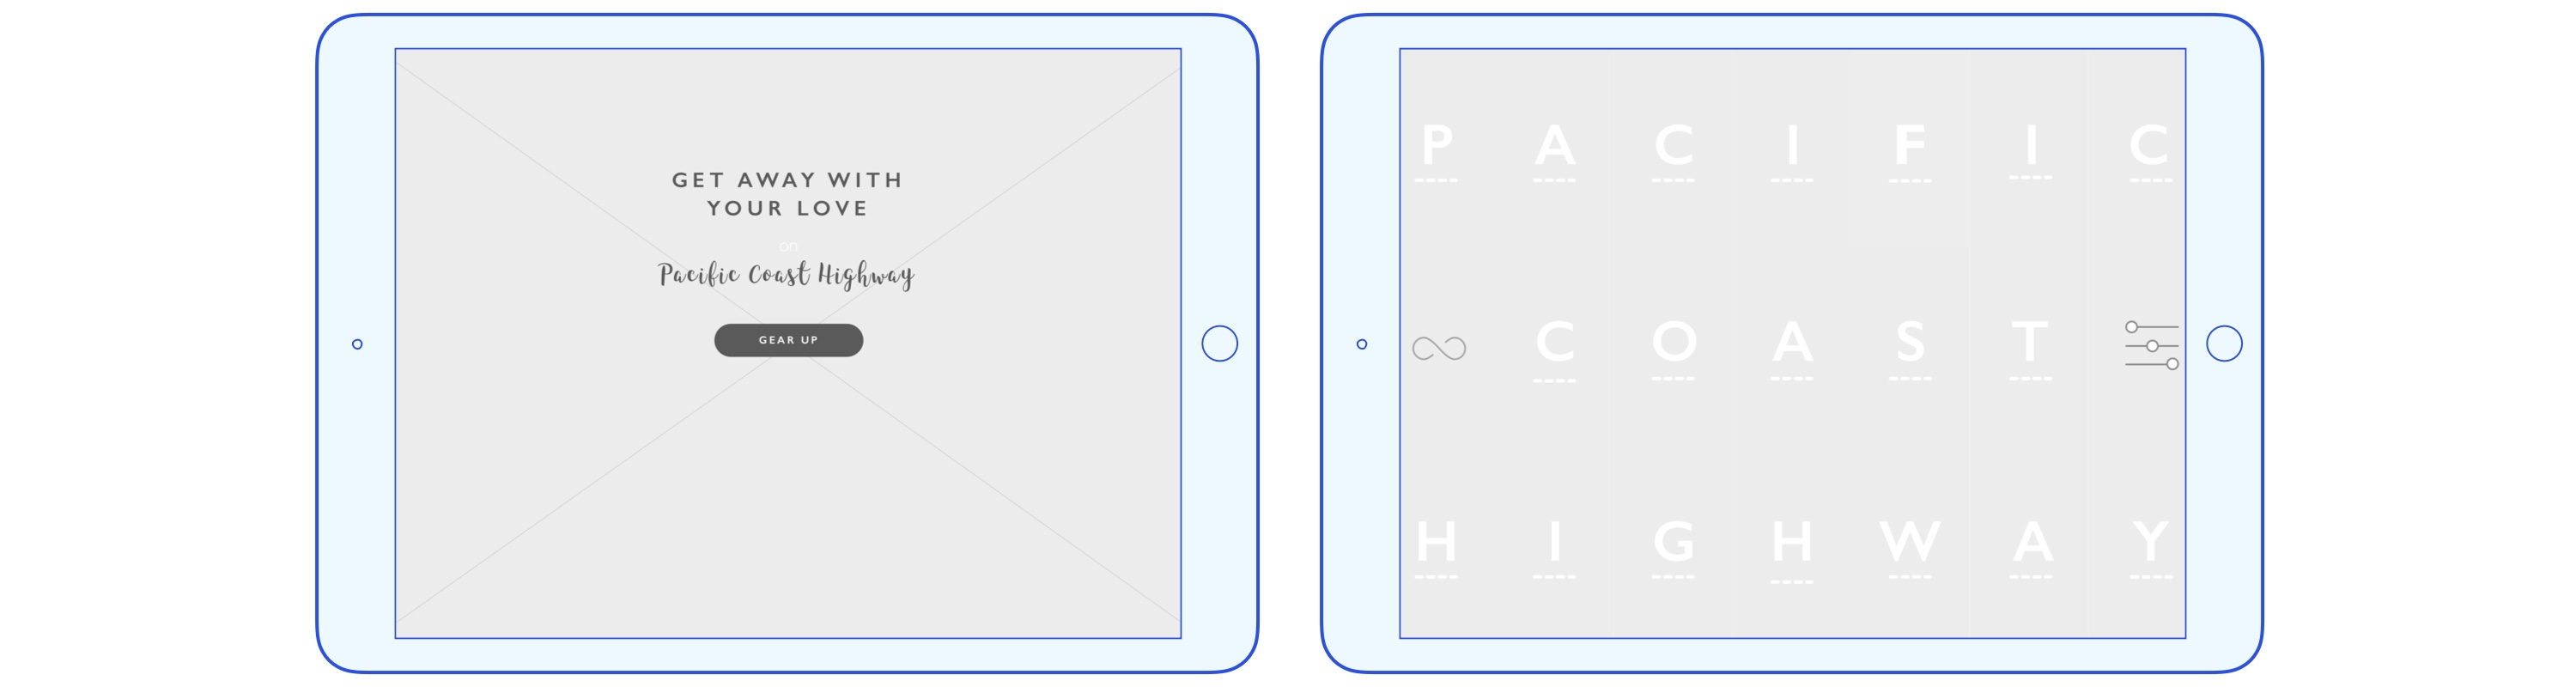 GET AWAY WITH
YOUR LOVE
on
Pacific Coast Highway
GEAR UP
P A C I F I C
C O A S T
H I G H W A Y